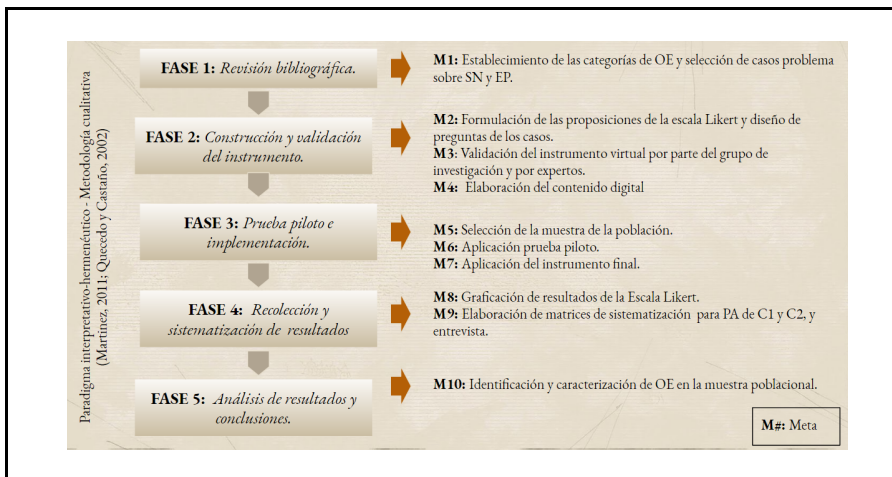 Paradigma interpretativo-hermenéutico - Metodología cualitativa
(Martínez, 2011; Quecedo y Castaño, 2002)
FASE 1: Revisión bibliográfica.
M1: Establecimiento de las categorías de OE y selección de casos problema
sobre SN y EP.
FASE 2: Construcción y validación
del instrumento.
M2: Formulación de las proposiciones de la escala Likert y diseño de
preguntas de los casos.
M3: Validación del instrumento virtual por parte del grupo de
investigación y por expertos.
M4: Elaboración del contenido digital
FASE 3: Prueba piloto e
implementación.
M5: Selección de la muestra de la población.
M6: Aplicación prueba piloto.
M7: Aplicación del instrumento final.
FASE 4: Recolección y
sistematización de resultados
M8: Graficación de resultados de la Escala Likert.
M9: Elaboración de matrices de sistematización para PA de C1 y C2, y
entrevista.
FASE 5: Análisis de resultados y
conclusiones.
M10: Identificación y caracterización de OE en la muestra poblacional.
M#: Meta